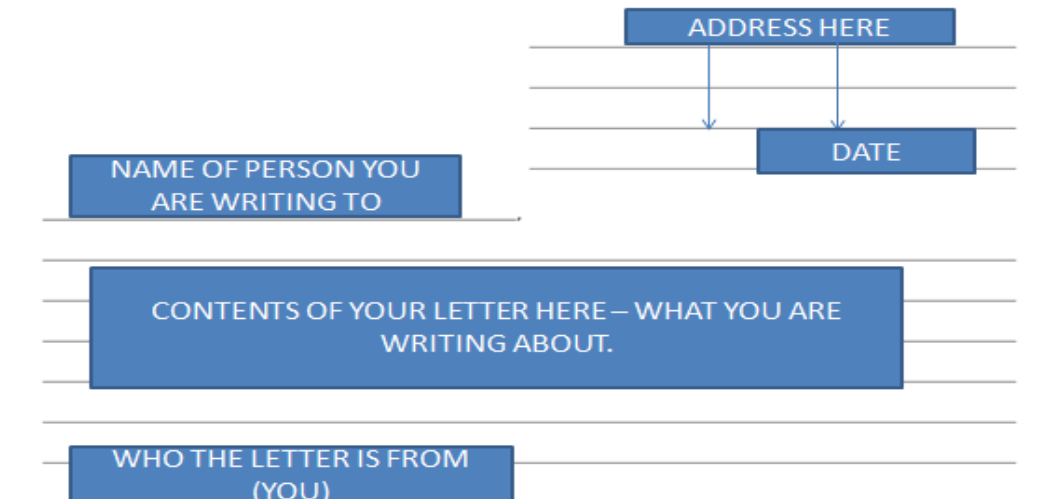 ADDRESS HERE
DATE
NAME OF PERSON YOU
ARE WRITING TO
CONTENTS OF YOUR LETTER HERE – WHAT YOU ARE
WRITING ABOUT.
WHO THE LETTER IS FROM
(YOU)